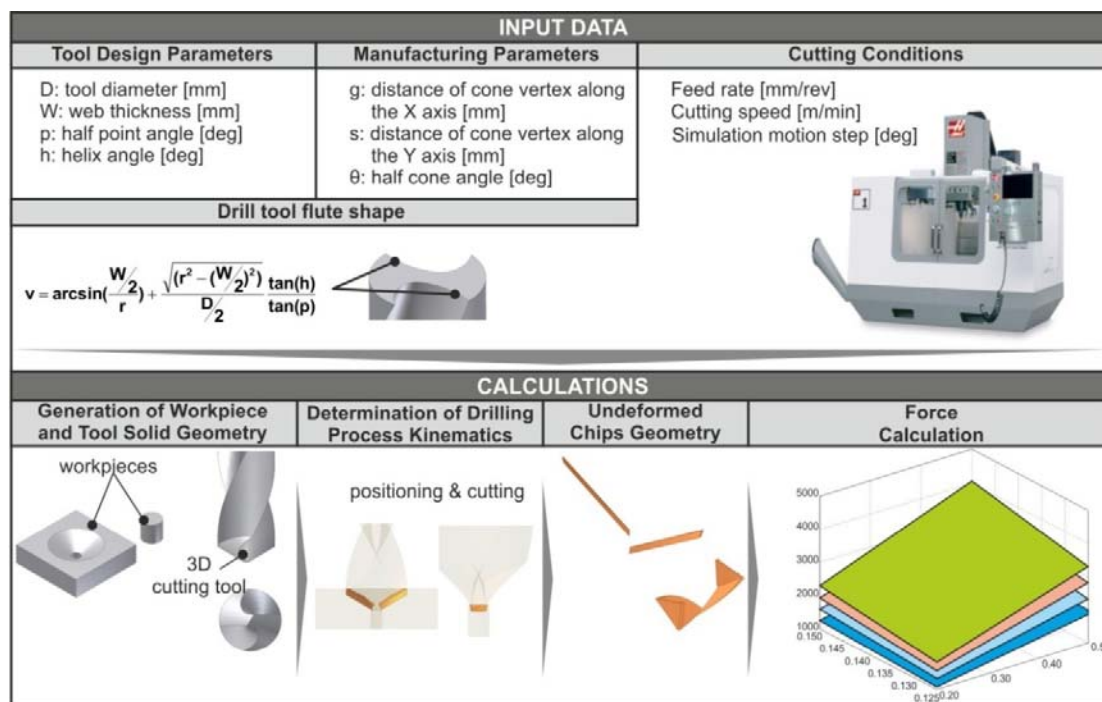 INPUT DATA
Tool Design Parameters
D: tool diameter [mm]
W: web thickness [mm]
p: half point angle [deg]
h: helix angle [deg]
Manufacturing Parameters
g: distance of cone vertex along
the X axis [mm]
s: distance of cone vertex along
the Y axis [mm]
θ: half cone angle [deg]
Cutting Conditions
Feed rate [mm/rev]
Cutting speed [m/min]
Simulation motion step [deg]
1
Drill tool flute shape
v = arcsin(W/2 / r) + √(r² − (W/2)²) / D/2 tan(h) / tan(p)
CALCULATIONS
Generation of Workpiece
and Tool Solid Geometry
workpieces
3D
cutting tool
Determination of Drilling
Process Kinematics
positioning & cutting
Undeformed
Chips Geometry
Force
Calculation
5000
4000
3000
2000
1000
0.150
0.145
0.140
0.135
0.130
0.125
0.20
0.30
0.40